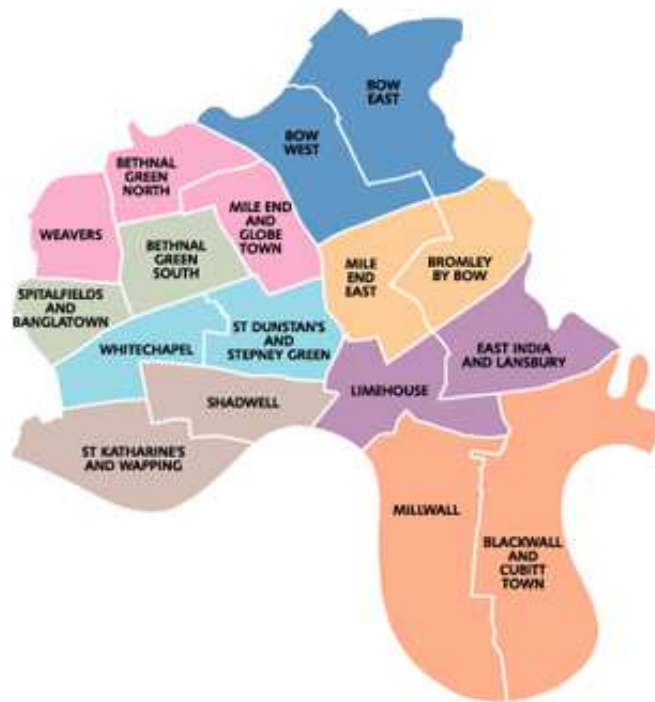 BOW
EAST
BOW
WEST
BETHNAL
GREEN
NORTH
MILE END
AND
GLOBE
TOWN
WEAVERS
BETHNAL
GREEN
SOUTH
MILE
END
EAST
BROMLEY
BY BOW
SPITALFIELDS
AND
BANGLATOWN
WHITECHAPEL
ST DUNSTAN'S
AND
STEPNEY GREEN
EAST INDIA
AND LANSBURY
LIMEHOUSE
SHADWELL
ST KATHARINE'S
AND WAPPING
MILLWALL
BLACKWALL
AND
CUBITT
TOWN